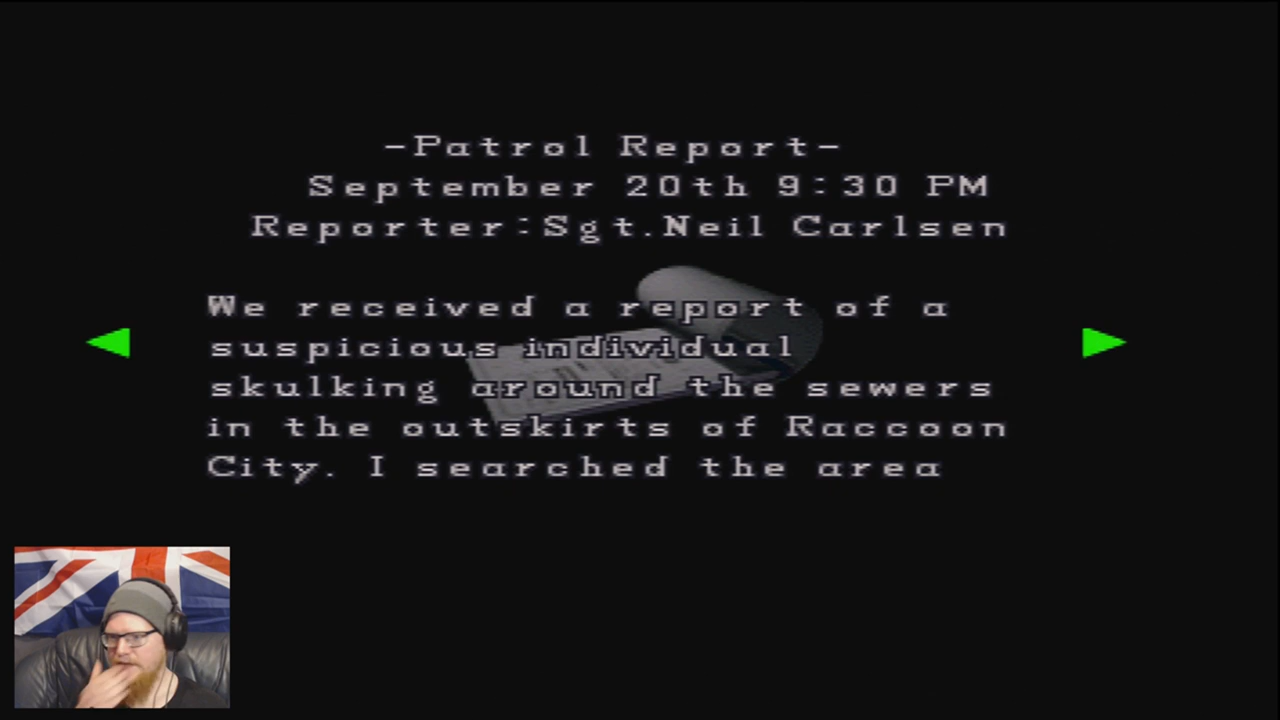 -Patrol Report-
September 20th 9:30 PM
Reporter:Sgt.Neil Carlsen
We received a report of a
suspicious individual
skulking around the sewers
in the outskirts of Raccoon
City. I searched the area